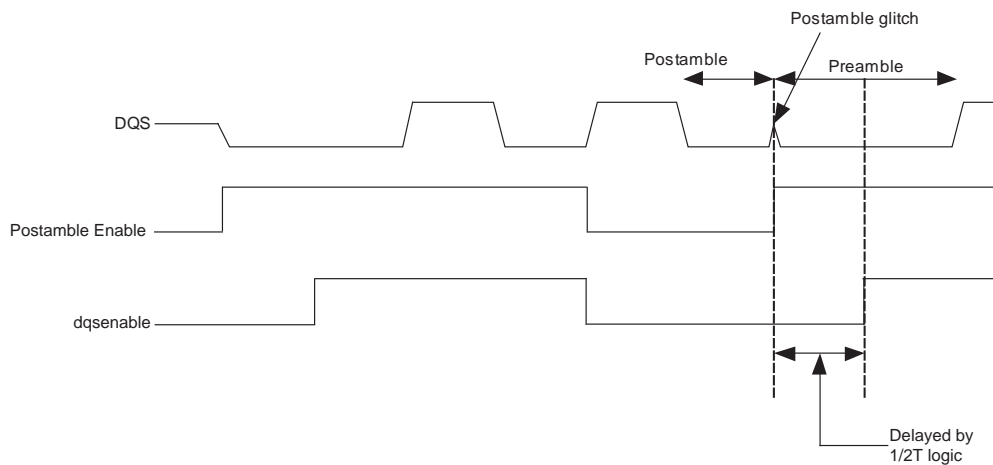 Postamble glitch
Postamble
Preamble
DQS
Postamble Enable
dqsenable
Delayed by
1/2T logic